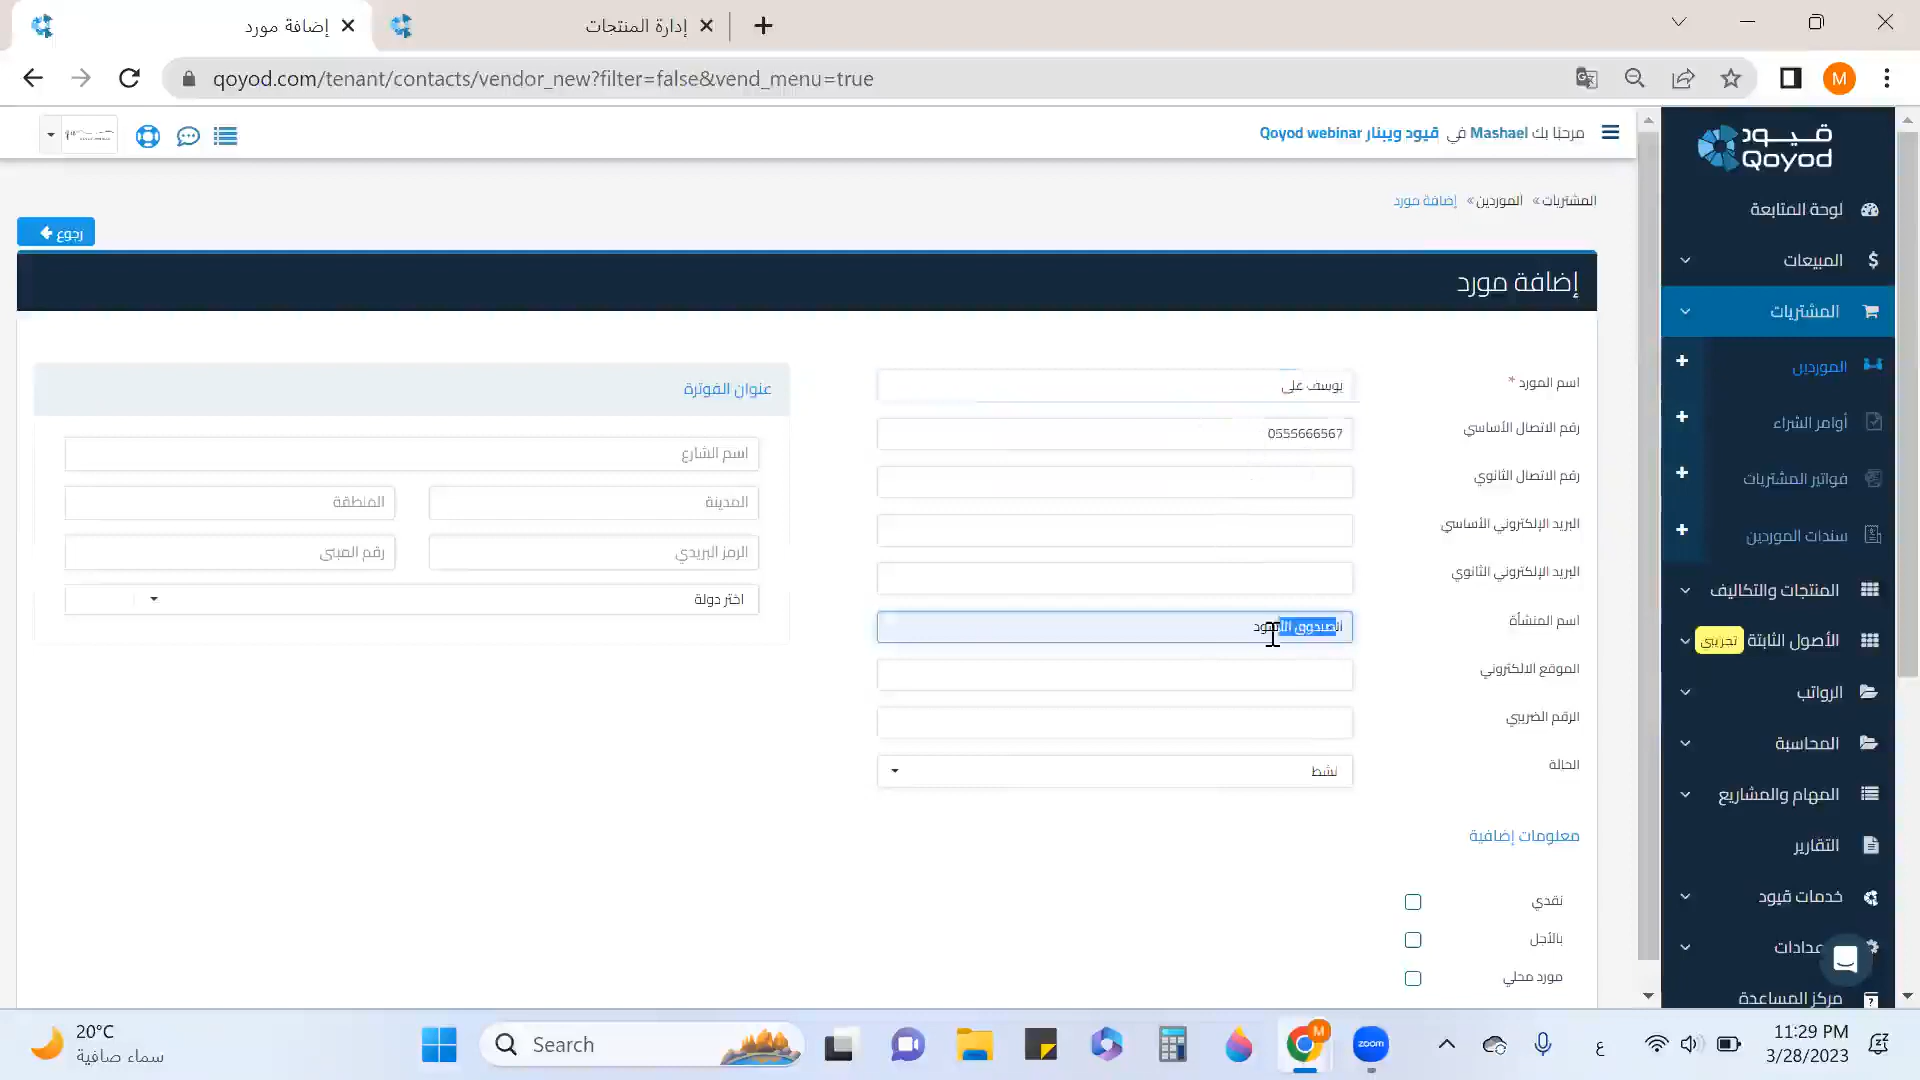 إضافة مورد
إدارة المنتجات
qoyod.com/tenant/contacts/vendor_new?filter=false&vend_menu=true
M
مرحبًا بك Mashael في قيود ويبنار Qoyod webinar
قيود
Qoyod
المشتريات » الموردين » إضافة مورد
رجوع
إضافة مورد
اسم المورد *
يوسف علي
رقم الاتصال الأساسي
0555666567
رقم الاتصال الثانوي
البريد الإلكتروني الأساسي
البريد الإلكتروني الثانوي
اسم المنشأة
الصندوق الأسود
الموقع الالكتروني
الرقم الضريبي
الحالة
نشط
معلومات إضافية
نقدي
بالأجل
مورد محلي
عنوان الفوترة
اسم الشارع
المدينة
المنطقة
الرمز البريدي
رقم المبنى
اختر دولة
لوحة المتابعة
المبيعات
المشتريات
الموردين
أوامر الشراء
فواتير المشتريات
سندات الموردين
المنتجات والتكاليف
الأصول الثابتة تجريبي
الرواتب
المحاسبة
المهام والمشاريع
التقارير
خدمات قيود
مركز المساعدة
20°C
سماء صافية
Search
M
zoom
ع
11:29 PM
3/28/2023